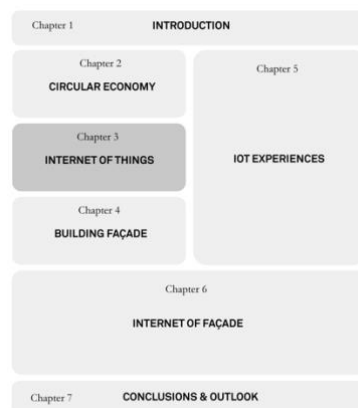 Chapter 1 INTRODUCTION
Chapter 2
CIRCULAR ECONOMY
Chapter 3
INTERNET OF THINGS
Chapter 4
BUILDING FAÇADE
Chapter 5
IOT EXPERIENCES
Chapter 6
INTERNET OF FAÇADE
Chapter 7 CONCLUSIONS & OUTLOOK